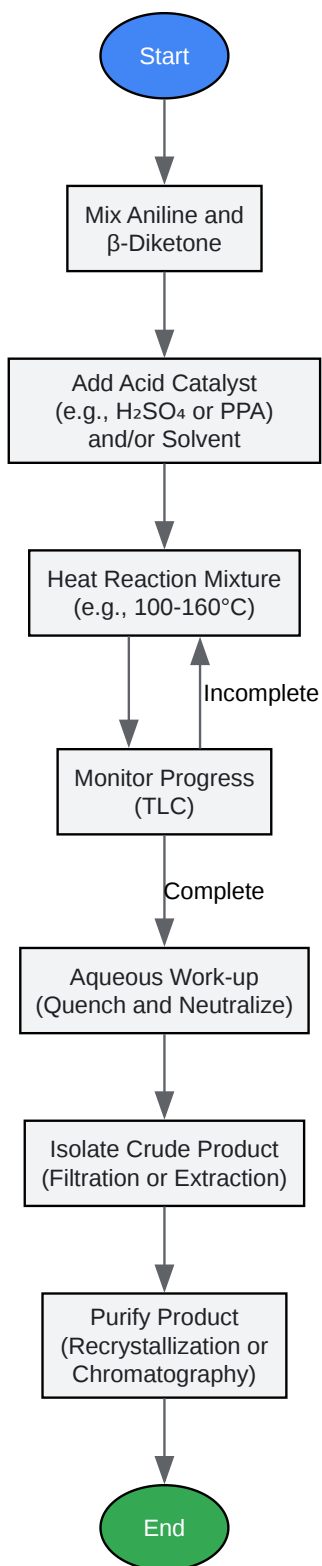 Start
Mix Aniline and
β-Diketone
Add Acid Catalyst
(e.g., H₂SO₄ or PPA)
and/or Solvent
Heat Reaction Mixture
(e.g., 100-160°C)
Incomplete
Monitor Progress
(TLC)
Complete
Aqueous Work-up
(Quench and Neutralize)
Isolate Crude Product
(Filtration or Extraction)
Purify Product
(Recrystallization or
Chromatography)
End